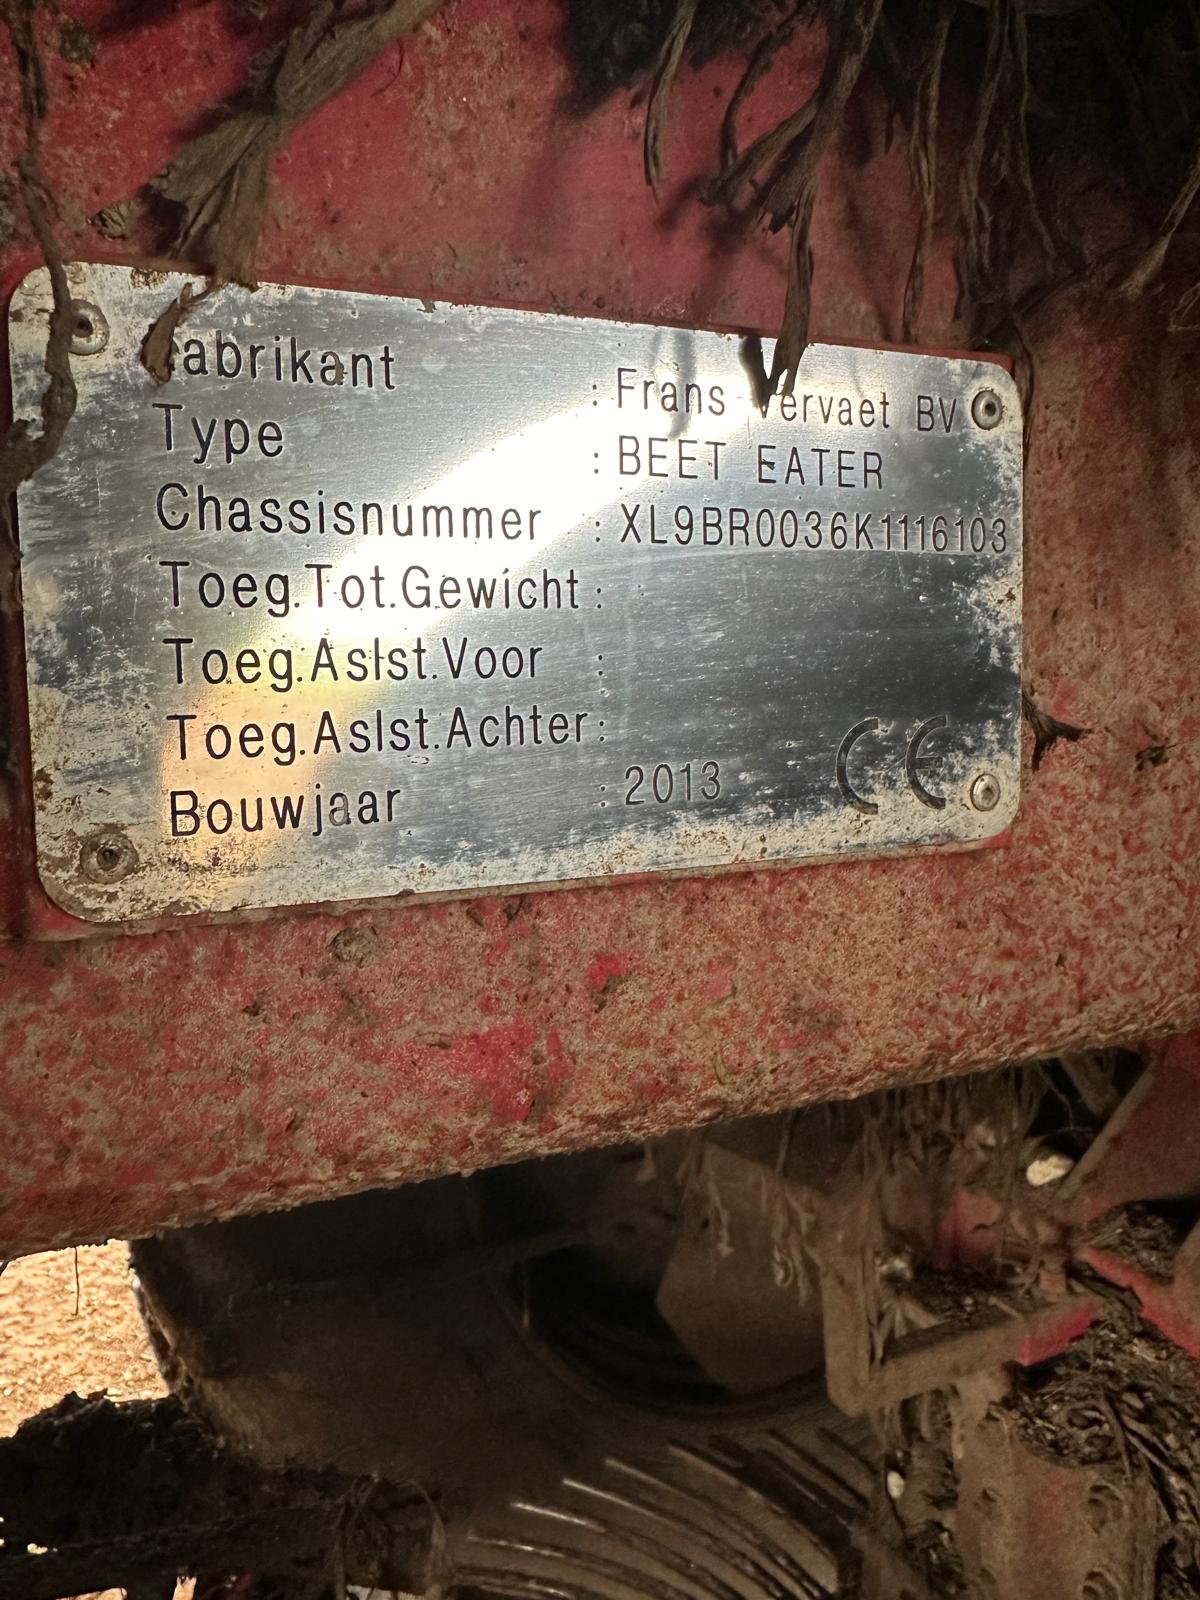 Fabrikant : Frans Vervaet BV
Type : BEET EATER
Chassisnummer : XL9BR0036K1116103
Toeg.Tot.Gewicht :
Toeg.Aslst.Voor :
Toeg.Aslst.Achter :
Bouwjaar : 2013 CE